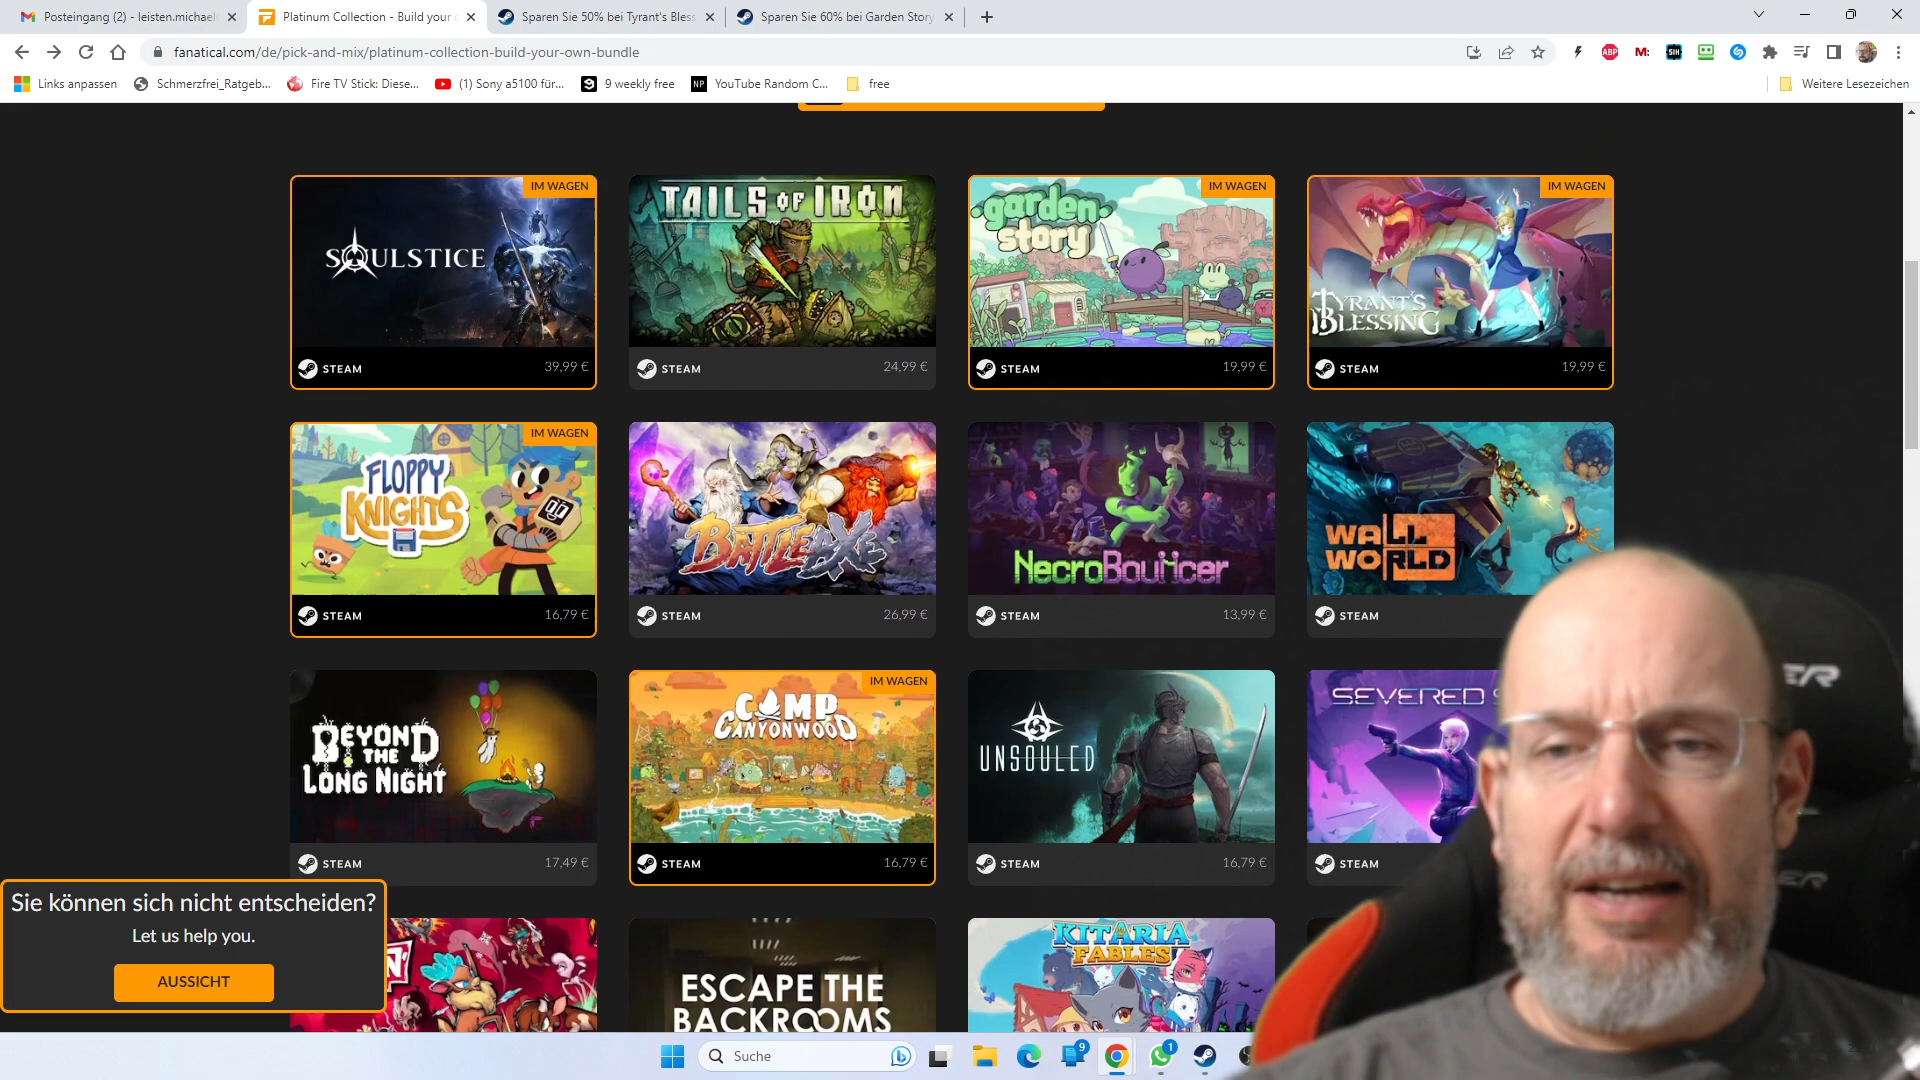 Posteingang (2) - leisten.michael
Platinum Collection - Build your o
Sparen Sie 50% bei Tyrant's Bless
Sparen Sie 60% bei Garden Story
fanatical.com/de/pick-and-mix/platinum-collection-build-your-own-bundle
ABP
M:
SIH
Links anpassen
Schmerzfrei_Ratgeb...
Fire TV Stick: Diese...
(1) Sony a5100 für...
9 weekly free
NP
YouTube Random C...
free
Weitere Lesezeichen
IM WAGEN
SOULSTICE
STEAM
39,99 €
TAILS OF IRON
STEAM
24,99 €
IM WAGEN
garden
story
STEAM
19,99 €
IM WAGEN
TYRANT'S
BLESSING
STEAM
19,99 €
IM WAGEN
FLOPPY
KNIGHTS
STEAM
16,79 €
BATTLE AXE
STEAM
26,99 €
NecroBouncer
STEAM
13,99 €
WALL
WORLD
STEAM
BEYOND
THE
LONG NIGHT
STEAM
17,49 €
IM WAGEN
CAMP
CANYONWOOD
STEAM
16,79 €
UNSOULED
STEAM
16,79 €
SEVERED S
STEAM
Sie können sich nicht entscheiden?
Let us help you.
AUSSICHT
N
ESCAPE THE
BACKROOMS
KITARIA
FABLES
Suche
9
1